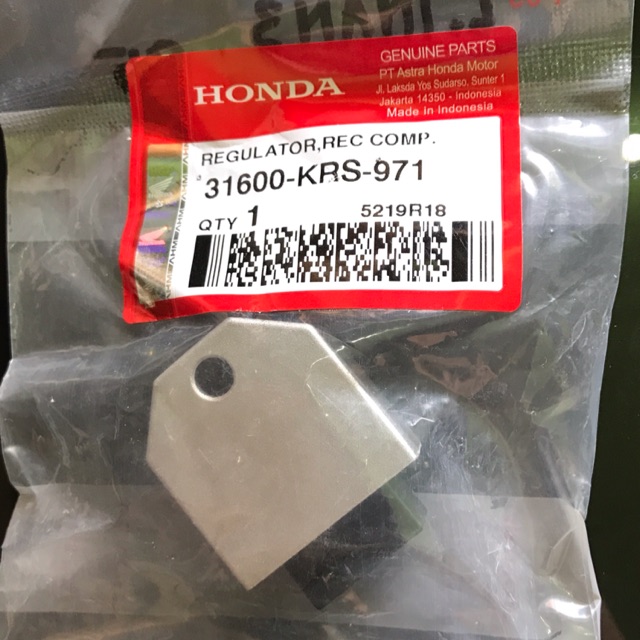 HONDA
GENUINE PARTS
PT Astra Honda Motor
Jl. Laksda Yos Sudarso, Sunter 1
Jakarta 14350 - Indonesia
Made in Indonesia
REGULATOR,REC COMP.
31600-KRS-971
QTY 1
5219R18